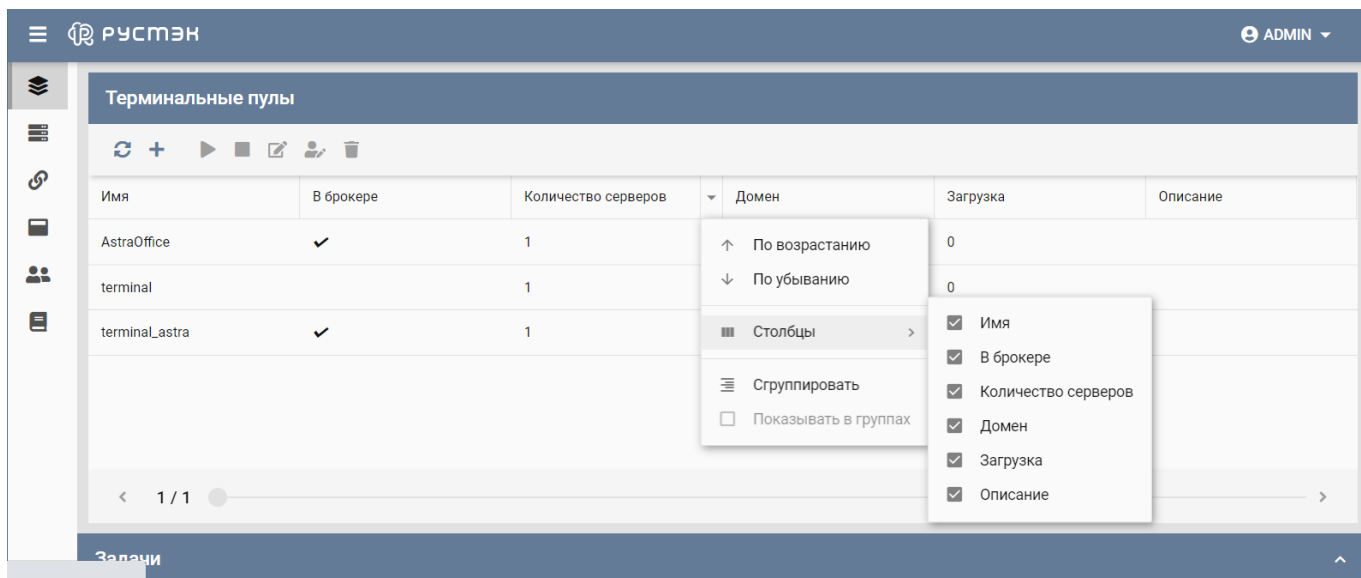 РУСТЭК
ADMIN
Терминальные пулы
Имя В брокере Количество серверов Домен Загрузка Описание
AstraOffice 1 0
terminal 1 0
terminal_astra 1
По возрастанию
По убыванию
Столбцы
Сгруппировать
Показывать в группах
Имя
В брокере
Количество серверов
Домен
Загрузка
Описание
1 / 1
Задачи